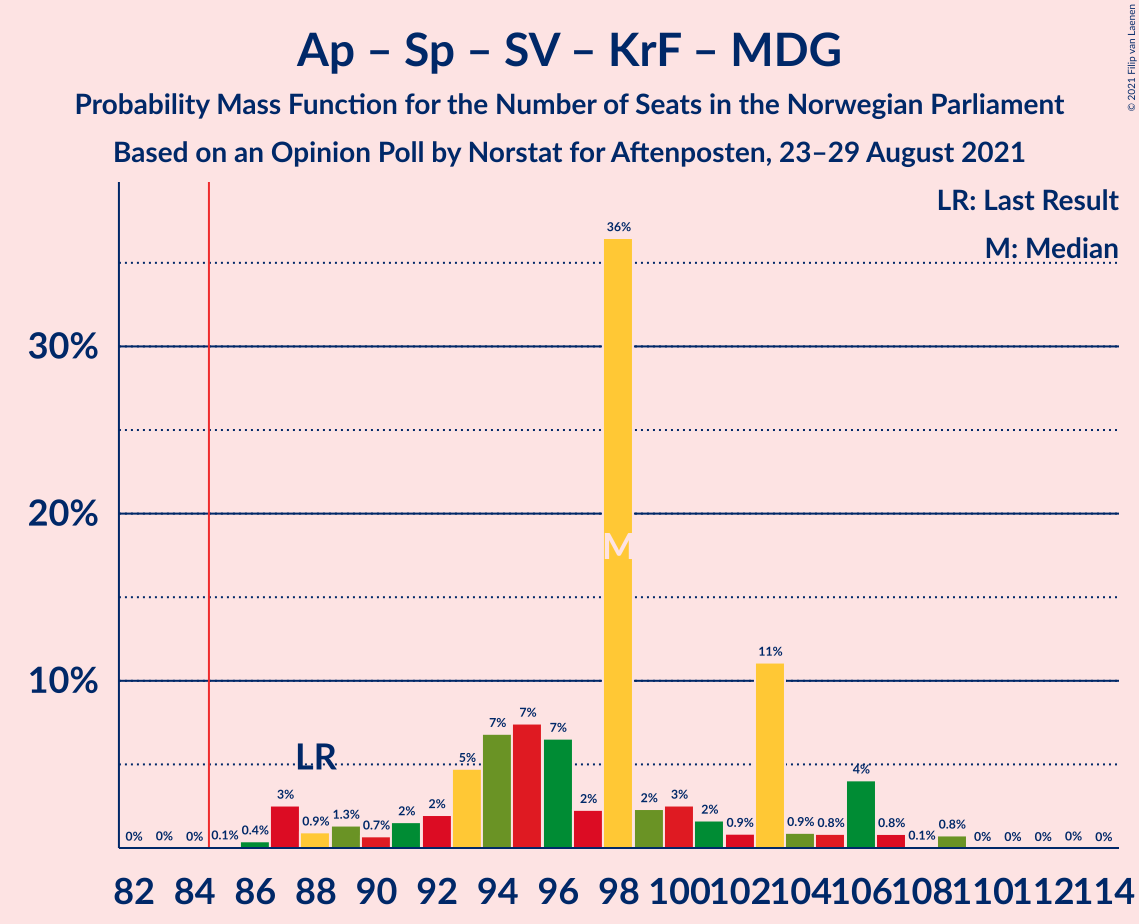 Ap – Sp – SV – KrF – MDG
Probability Mass Function for the Number of Seats in the Norwegian Parliament
Based on an Opinion Poll by Norstat for Aftenposten, 23–29 August 2021
© 2021 Filip van Laenen
LR: Last Result
M: Median
30%
20%
10%
0% 0% 0% 0.1% 0.4% 3% 0.9% 1.3% 0.7% 2% 2% 5% 7% 7% 7% 2% 36% 2% 3% 2% 0.9% 11% 0.9% 0.8% 4% 0.8% 0.1% 0.8% 0% 0% 0% 0% 0%
LR
M
82 84 86 88 90 92 94 96 98 100 102 104 106 108 110 112 114